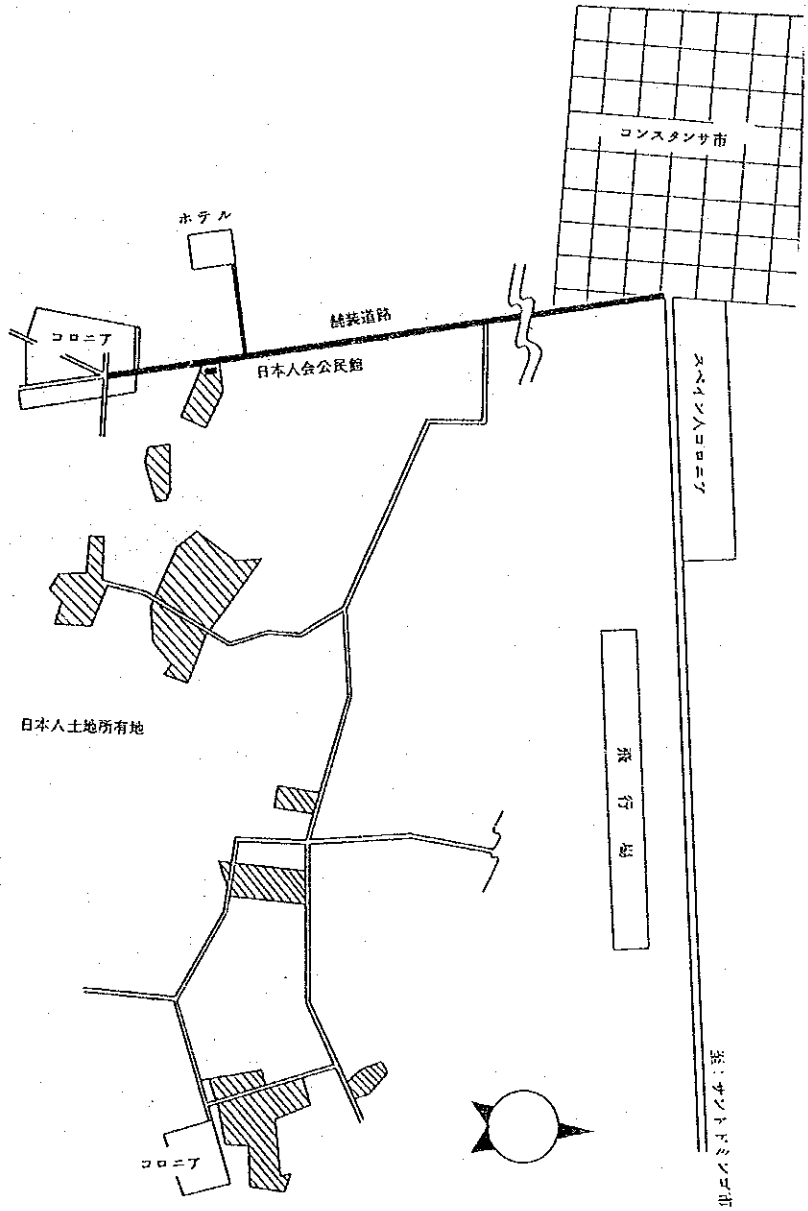 コンスタンサ市
ホテル
舗装道路
コロニア
日本人会公民館
スペイン人コロニア
日本人土地所有地
飛行場
至:サントドミンゴ市
コロニア